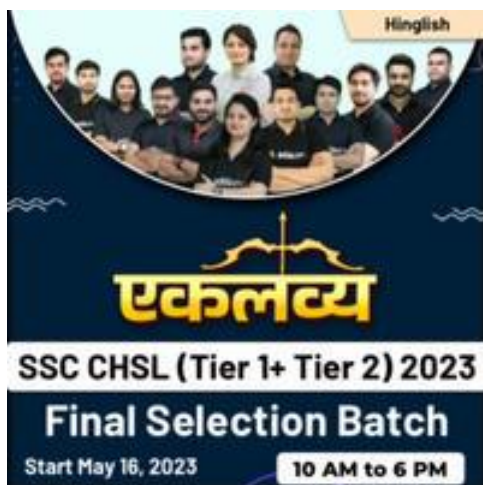 Hinglish
एकलव्य
SSC CHSL (Tier 1+ Tier 2) 2023
Final Selection Batch
Start May 16, 2023
10 AM to 6 PM